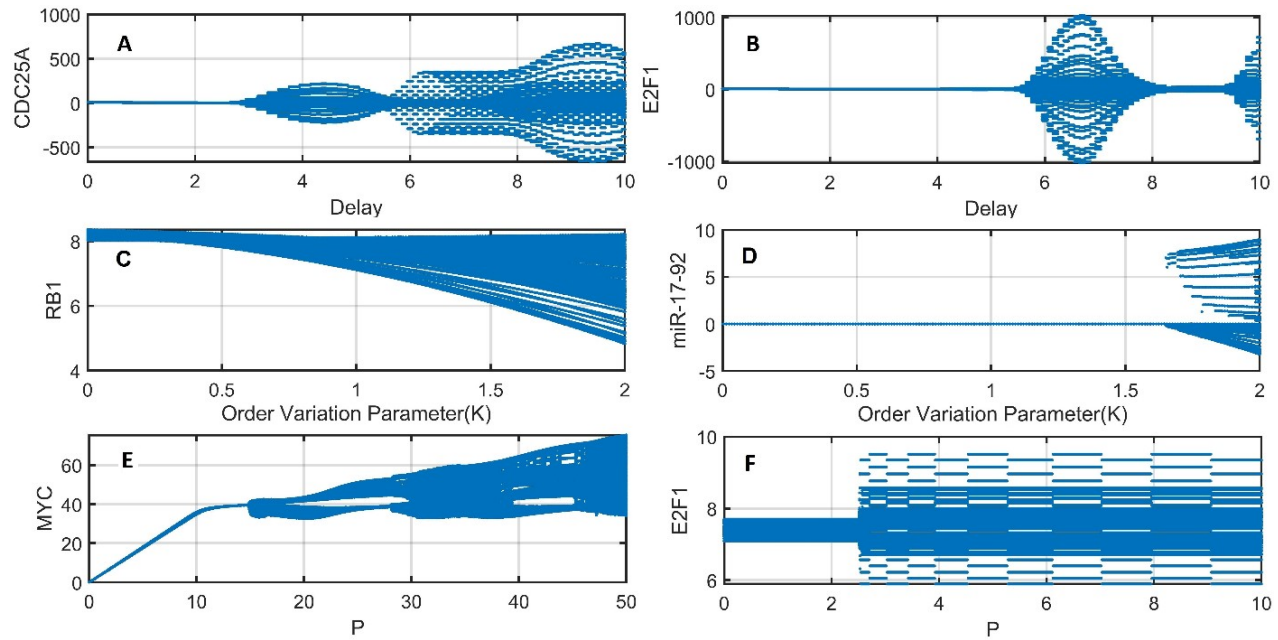 A
CDC25A
1000
500
0
-500
0 2 4 6 8 10
Delay
B
E2F1
1000
0
-1000
0 2 4 6 8 10
Delay
C
RB1
8
6
4
0 0.5 1 1.5 2
Order Variation Parameter(K)
D
miR-17-92
10
5
0
-5
0 0.5 1 1.5 2
Order Variation Parameter(K)
E
MYC
60
40
20
0
0 10 20 30 40 50
P
F
E2F1
10
8
6
0 2 4 6 8 10
P